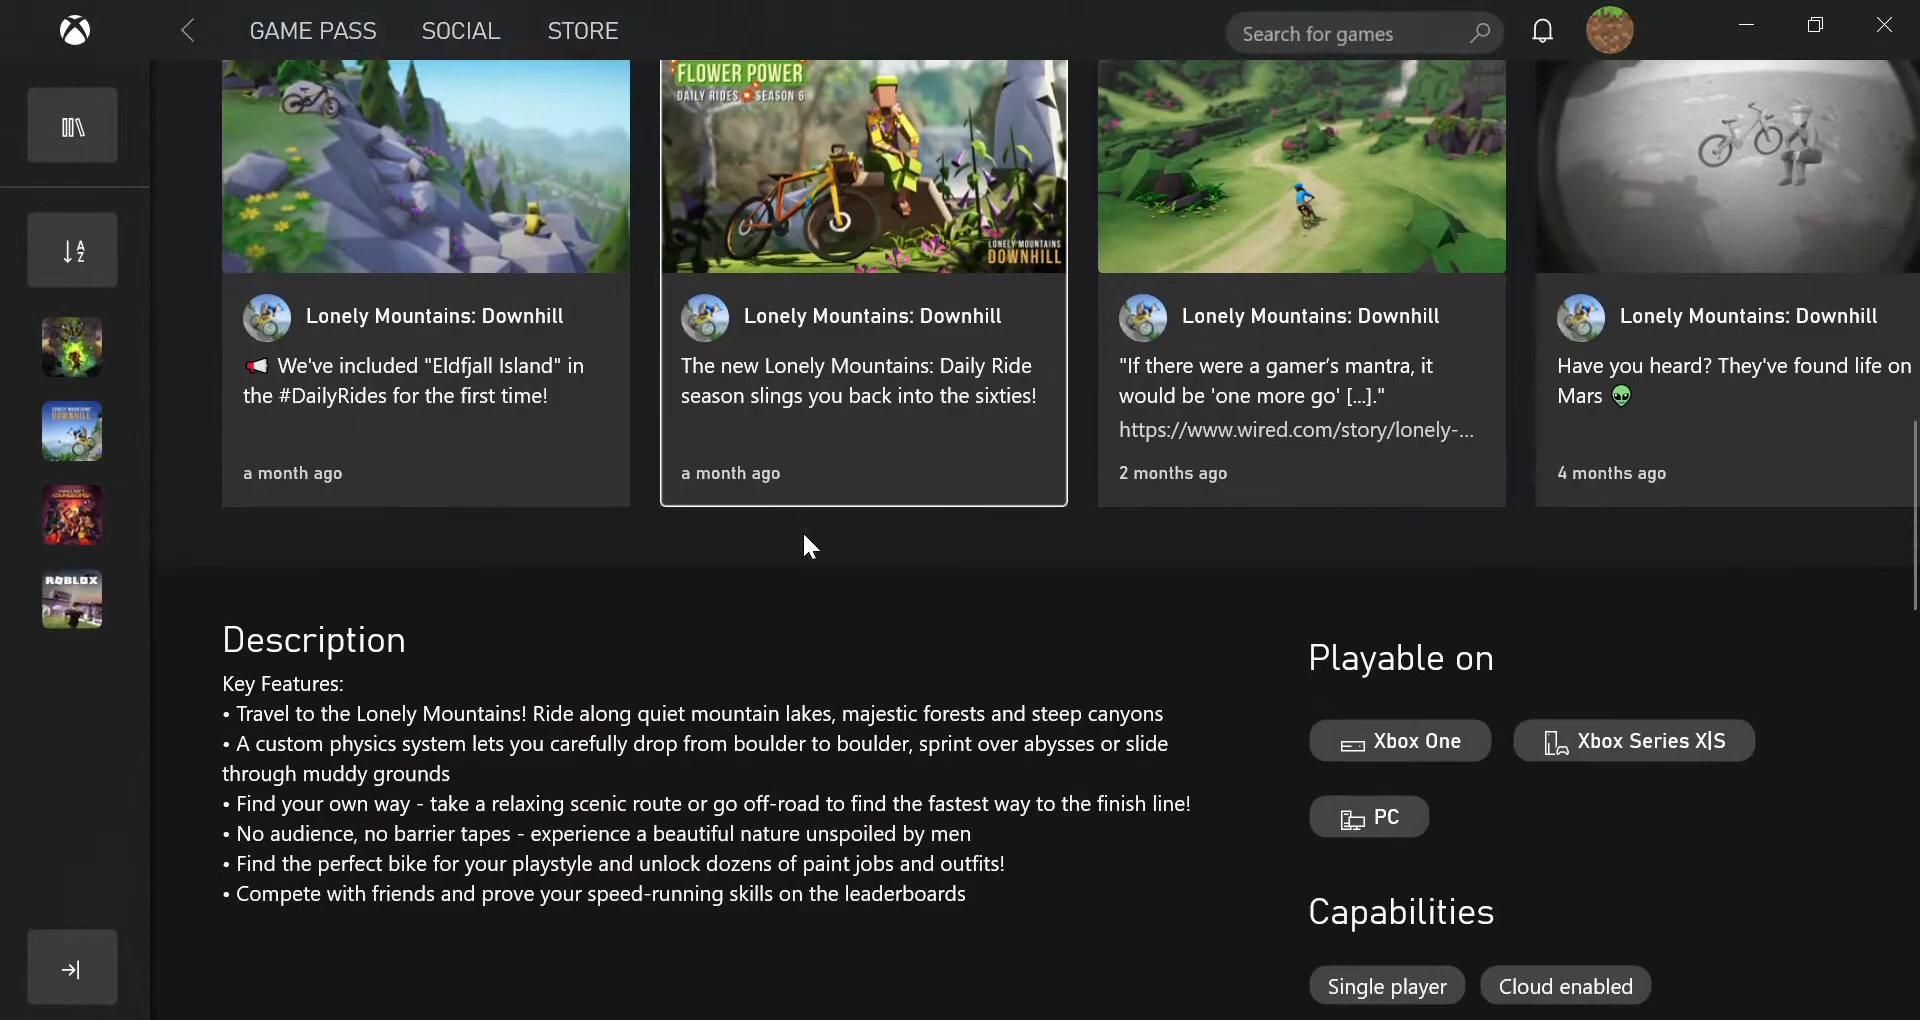 GAME PASS
SOCIAL
STORE
Search for games
FLOWER POWER
DAILY RIDES SEASON 6
LONELY MOUNTAINS
DOWNHILL
Lonely Mountains: Downhill
📢 We've included "Eldfjall Island" in
the #DailyRides for the first time!
a month ago
Lonely Mountains: Downhill
The new Lonely Mountains: Daily Ride
season slings you back into the sixties!
a month ago
Lonely Mountains: Downhill
"If there were a gamer’s mantra, it
would be 'one more go' [...]."
https://www.wired.com/story/lonely-...
2 months ago
Lonely Mountains: Downhill
Have you heard? They've found life on
Mars 👽
4 months ago
A
Z
LONELY MOUNTAINS
DOWNHILL
DUNGEONS
ROBLOX
Description
Key Features:
• Travel to the Lonely Mountains! Ride along quiet mountain lakes, majestic forests and steep canyons
• A custom physics system lets you carefully drop from boulder to boulder, sprint over abysses or slide
through muddy grounds
• Find your own way - take a relaxing scenic route or go off-road to find the fastest way to the finish line!
• No audience, no barrier tapes - experience a beautiful nature unspoiled by men
• Find the perfect bike for your playstyle and unlock dozens of paint jobs and outfits!
• Compete with friends and prove your speed-running skills on the leaderboards
Playable on
Xbox One
Xbox Series X|S
PC
Capabilities
Single player
Cloud enabled